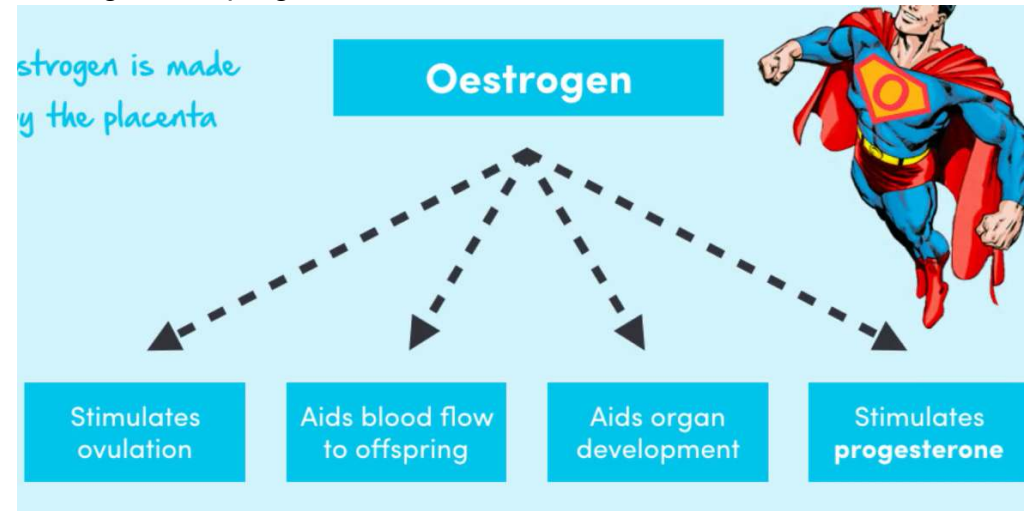 strogen is made
y the placenta
Oestrogen
O
Stimulates
ovulation
Aids blood flow
to offspring
Aids organ
development
Stimulates
progesterone